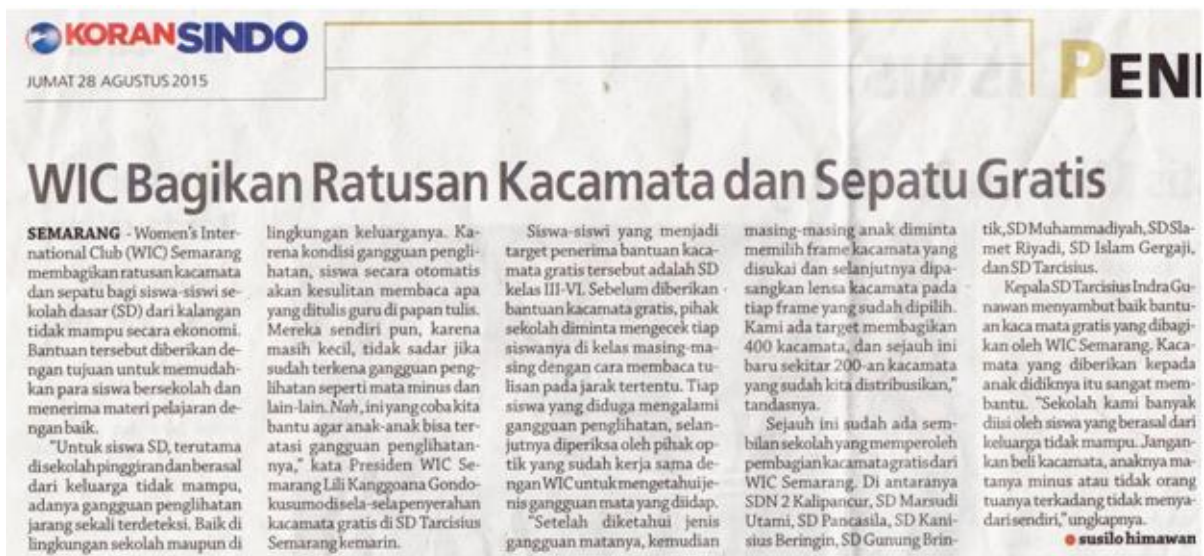 KORAN SINDO
JUMAT 28 AGUSTUS 2015
PENI
WIC Bagikan Ratusan Kacamata dan Sepatu Gratis
SEMARANG - Women's Inter-
national Club (WIC) Semarang
membagikan ratusan kacamata
dan sepatu bagi siswa-siswi se-
kolah dasar (SD) dari kalangan
tidak mampu secara ekonomi.
Bantuan tersebut diberikan de-
ngan tujuan untuk memudah-
kan para siswa bersekolah dan
menerima materi pelajaran de-
ngan baik.
"Untuk siswa SD, terutama
di sekolah pinggiran dan berasal
dari keluarga tidak mampu,
adanya gangguan penglihatan
jarang sekali terdeteksi. Baik di
lingkungan sekolah maupun di
lingkungan keluarganya. Ka-
rena kondisi gangguan pengli-
hatan, siswa secara otomatis
akan kesulitan membaca apa
yang ditulis guru di papan tulis.
Mereka sendiri pun, karena
masih kecil, tidak sadar jika
sudah terkena gangguan peng-
lihatan seperti mata minus dan
lain-lain. Nah, ini yang coba kita
bantu agar anak-anak bisa ter-
atasi gangguan penglihatan-
nya," kata Presiden WIC Se-
marang Lili Kanggoana Gondo-
kusumo di sela-sela penyerahan
kacamata gratis di SD Tarcisius
Semarang kemarin.
Siswa-siswi yang menjadi
target penerima bantuan kaca-
mata gratis tersebut adalah SD
kelas III-VI. Sebelum diberikan
bantuan kacamata gratis, pihak
sekolah diminta mengecek tiap
siswanya di kelas masing-ma-
sing dengan cara membaca tu-
lisan pada jarak tertentu. Tiap
siswa yang diduga mengalami
gangguan penglihatan, selan-
jutnya diperiksa oleh pihak op-
tik yang sudah kerja sama de-
ngan WIC untuk mengetahui je-
nis gangguan mata yang diidap.
"Setelah diketahui jenis
gangguan matanya, kemudian
masing-masing anak diminta
memilih frame kacamata yang
disukai dan selanjutnya dipa-
sangkan lensa kacamata pada
tiap frame yang sudah dipilih.
Kami ada target membagikan
400 kacamata, dan sejauh ini
baru sekitar 200-an kacamata
yang sudah kita distribusikan,"
tandasnya.
Sejauh ini sudah ada sem-
bilan sekolah yang memperoleh
pembagian kacamata gratis dari
WIC Semarang. Di antaranya
SDN 2 Kalipancur, SD Marsudi
Utami, SD Pancasila, SD Kani-
sius Beringin, SD Gunung Brin-
tik, SD Muhammadiyah, SD Sla-
met Riyadi, SD Islam Gergaji,
dan SD Tarcisius.
Kepala SD Tarcisius Indra Gu-
nawan menyambut baik bantu-
an kaca mata gratis yang dibagi-
kan oleh WIC Semarang. Kaca-
mata yang diberikan kepada
anak didiknya itu sangat mem-
bantu. "Sekolah kami banyak
diisi oleh siswa yang berasal dari
keluarga tidak mampu. Jangan-
kan beli kacamata, anaknya ma-
tanya minus atau tidak orang
tuanya terkadang tidak menya-
dari sendiri," ungkapnya.
● susilo himawan